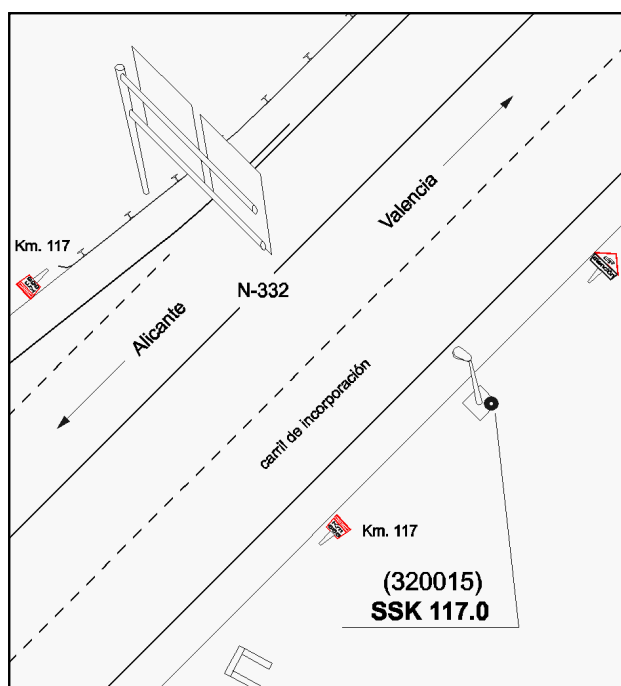 Valencia
Km. 117
N-332
Alicante
carril de incorporación
Km. 117
(320015)
SSK 117.0